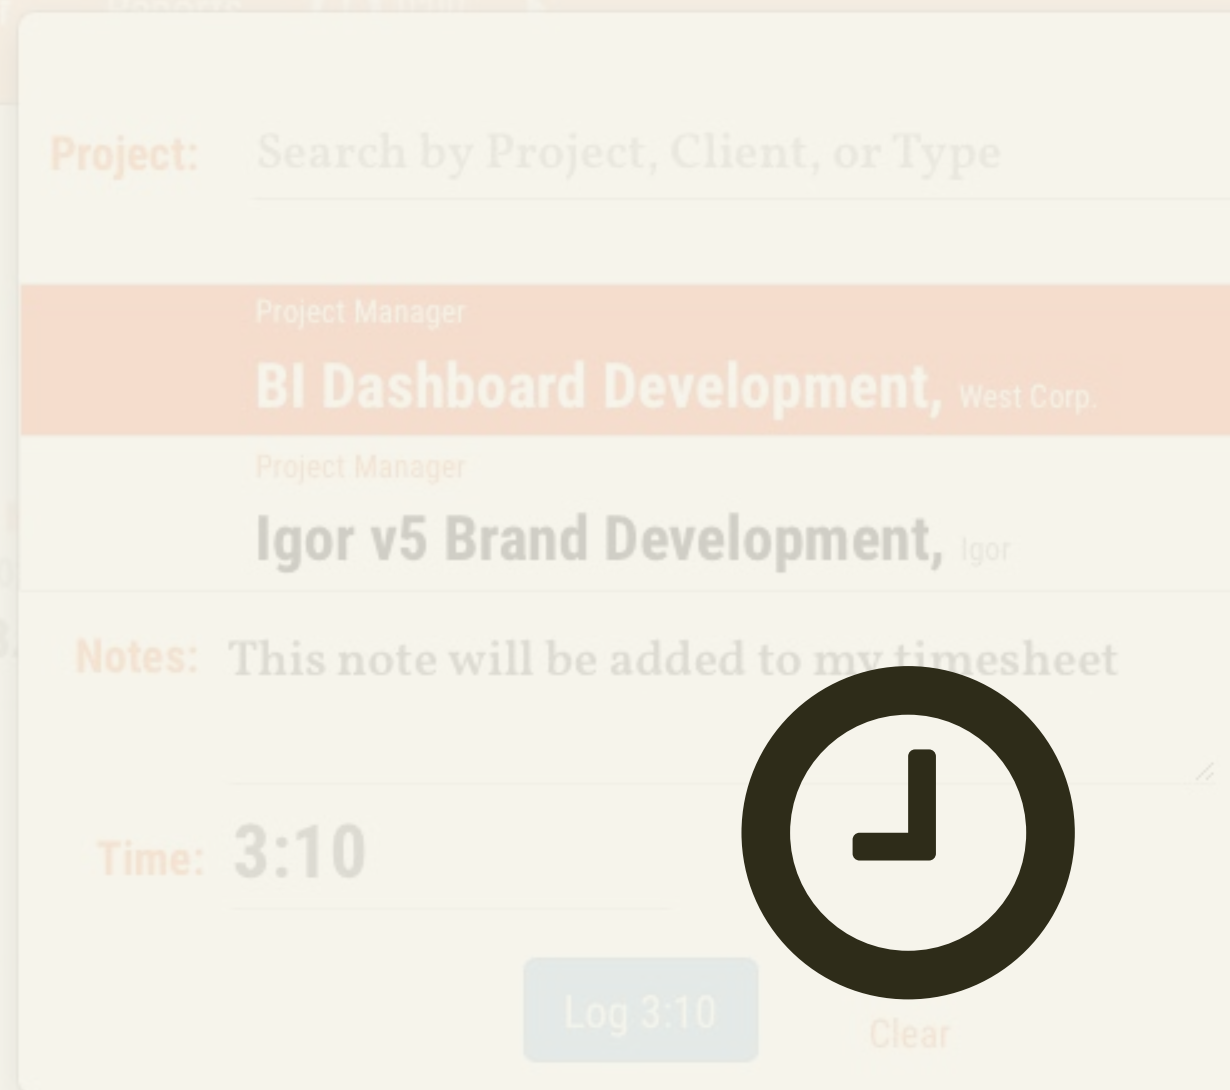 Reports
Project: Search by Project, Client, or Type
Project Manager
BI Dashboard Development, West Corp.
Project Manager
Igor v5 Brand Development, Igor
Notes: This note will be added to my timesheet
Time: 3:10
Log 3:10
Clear